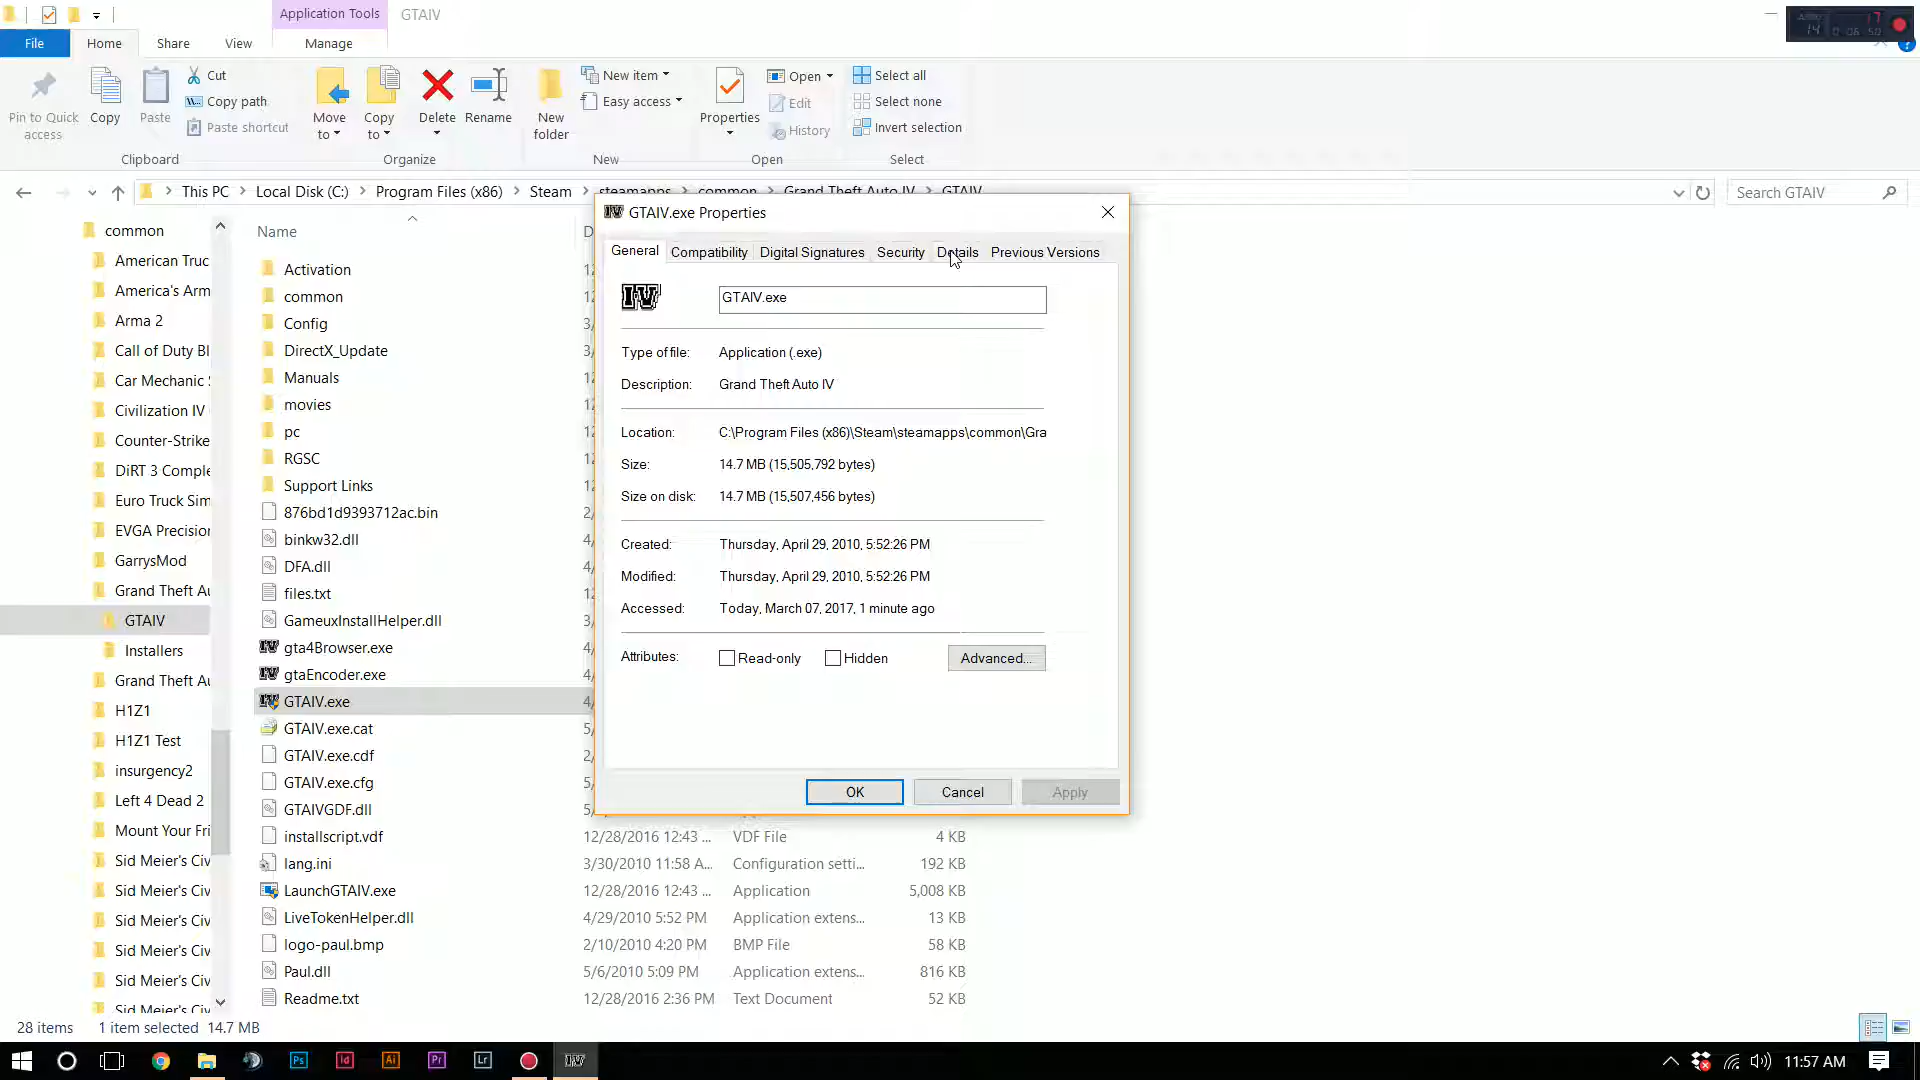 Application Tools
GTAIV
File
Home
Share
View
Manage
Pin to Quick access
Copy
Paste
Cut
Copy path
Paste shortcut
Clipboard
Move to
Copy to
Delete
Rename
Organize
New folder
New item
Easy access
New
Properties
Open
Edit
History
Open
Select all
Select none
Invert selection
Select
This PC > Local Disk (C:) > Program Files (x86) > Steam > steamapps > common > Grand Theft Auto IV > GTAIV
Search GTAIV
common
American Truc
America's Arm
Arma 2
Call of Duty Bl
Car Mechanic
Civilization IV
Counter-Strike
DiRT 3 Comple
Euro Truck Sim
EVGA Precision
GarrysMod
Grand Theft Au
GTAIV
Installers
Grand Theft Au
H1Z1
H1Z1 Test
insurgency2
Left 4 Dead 2
Mount Your Fri
Sid Meier's Civ
Sid Meier's Civ
Sid Meier's Civ
Sid Meier's Civ
Sid Meier's Civ
Sid Meier's Civ
Name
Activation
common
Config
DirectX_Update
Manuals
movies
pc
RGSC
Support Links
876bd1d9393712ac.bin
binkw32.dll
DFA.dll
files.txt
GameuxInstallHelper.dll
gta4Browser.exe
gtaEncoder.exe
GTAIV.exe
GTAIV.exe.cat
GTAIV.exe.cdf
GTAIV.exe.cfg
GTAIVGDF.dll
installscript.vdf 12/28/2016 12:43 ... VDF File 4 KB
lang.ini 3/30/2010 11:58 A... Configuration setti... 192 KB
LaunchGTAIV.exe 12/28/2016 12:43 ... Application 5,008 KB
LiveTokenHelper.dll 4/29/2010 5:52 PM Application extens... 13 KB
logo-paul.bmp 2/10/2010 4:20 PM BMP File 58 KB
Paul.dll 5/6/2010 5:09 PM Application extens... 816 KB
Readme.txt 12/28/2016 2:36 PM Text Document 52 KB
GTAIV.exe Properties
General
Compatibility
Digital Signatures
Security
Details
Previous Versions
IV
GTAIV.exe
Type of file: Application (.exe)
Description: Grand Theft Auto IV
Location: C:\Program Files (x86)\Steam\steamapps\common\Gra
Size: 14.7 MB (15,505,792 bytes)
Size on disk: 14.7 MB (15,507,456 bytes)
Created: Thursday, April 29, 2010, 5:52:26 PM
Modified: Thursday, April 29, 2010, 5:52:26 PM
Accessed: Today, March 07, 2017, 1 minute ago
Attributes: Read-only Hidden Advanced...
OK
Cancel
Apply
28 items 1 item selected 14.7 MB
Ps
Id
Ai
Pr
Lr
IV
11:57 AM